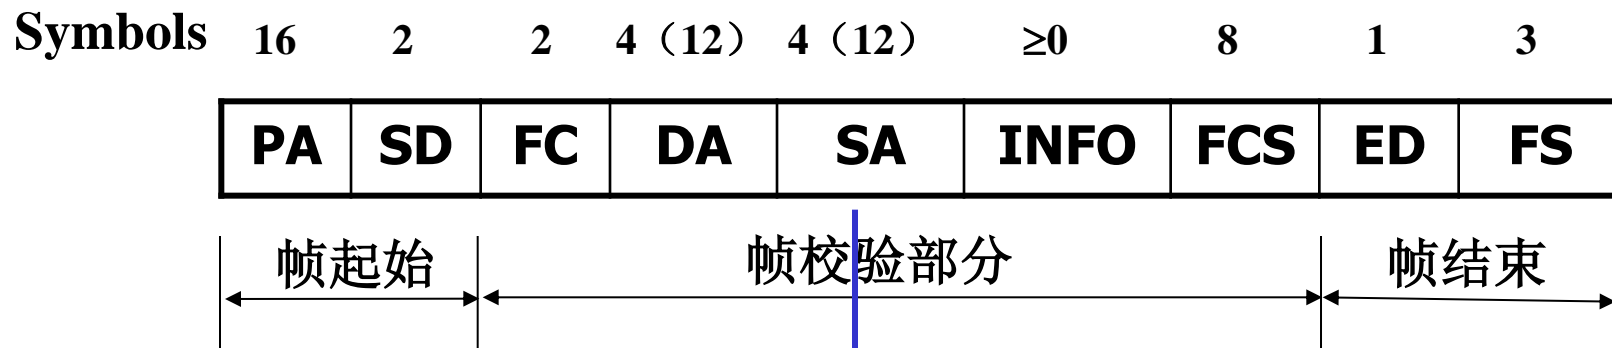 Symbols 16 2 2 4（12） 4（12） ≥0 8 1 3
PA SD FC DA SA INFO FCS ED FS
帧起始 帧校验部分 帧结束